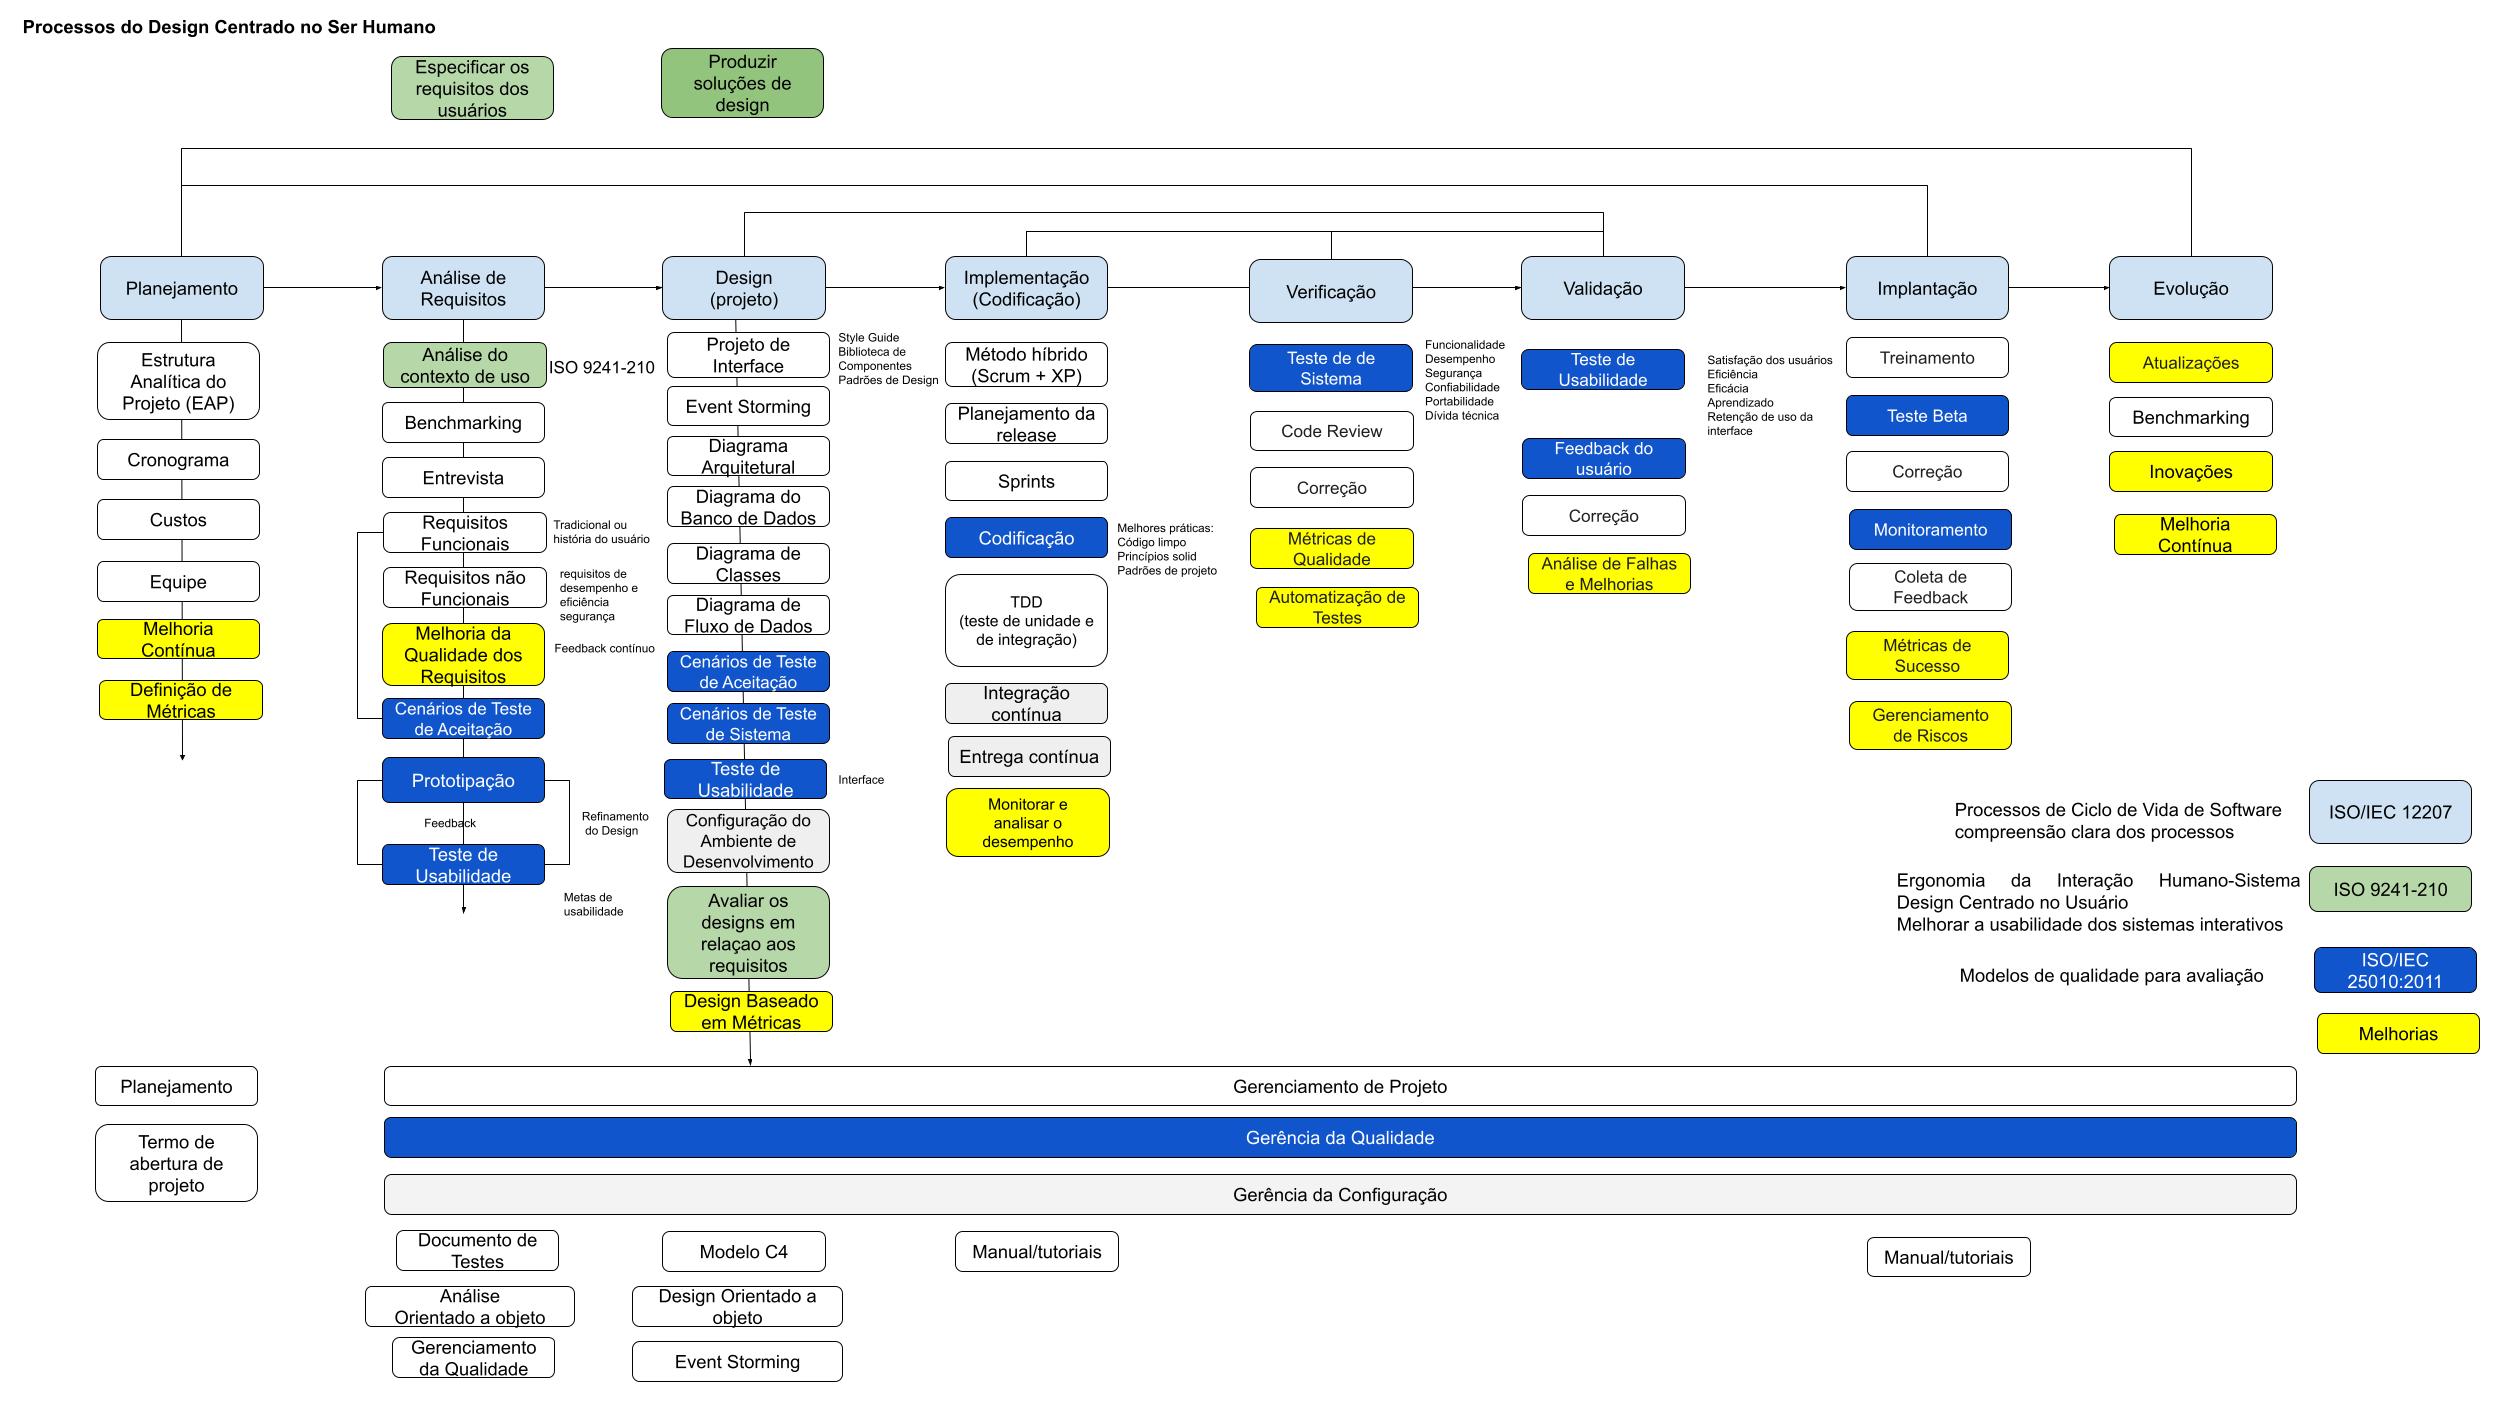 Processos do Design Centrado no Ser Humano
Especificar os
requisitos dos
usuários
Produzir
soluções de
design
Planejamento
Análise de
Requisitos
Design
(projeto)
Implementação
(Codificação)
Verificação
Validação
Implantação
Evolução
Estrutura
Analítica do
Projeto (EAP)
Cronograma
Custos
Equipe
Melhoria
Contínua
Definição de
Métricas
Análise do
contexto de uso
ISO 9241-210
Benchmarking
Entrevista
Requisitos
Funcionais
Tradicional ou
história do usuário
Requisitos não
Funcionais
requisitos de
desempenho e
eficiência
segurança
Melhoria da
Qualidade dos
Requisitos
Feedback contínuo
Cenários de Teste
de Aceitação
Prototipação
Feedback
Refinamento
do Design
Teste de
Usabilidade
Metas de
usabilidade
Projeto de
Interface
Style Guide
Biblioteca de
Componentes
Padrões de Design
Event Storming
Diagrama
Arquitetural
Diagrama do
Banco de Dados
Diagrama de
Classes
Diagrama de
Fluxo de Dados
Cenários de Teste
de Aceitação
Cenários de Teste
de Sistema
Teste de
Usabilidade
Interface
Configuração do
Ambiente de
Desenvolvimento
Avaliar os
designs em
relaçao aos
requisitos
Design Baseado
em Métricas
Método híbrido
(Scrum + XP)
Planejamento da
release
Sprints
Codificação
Melhores práticas:
Código limpo
Princípios solid
Padrões de projeto
TDD
(teste de unidade e
de integração)
Integração
contínua
Entrega contínua
Monitorar e
analisar o
desempenho
Teste de de
Sistema
Funcionalidade
Desempenho
Segurança
Confiabilidade
Portabilidade
Dívida técnica
Code Review
Correção
Métricas de
Qualidade
Automatização de
Testes
Teste de
Usabilidade
Satisfação dos usuários
Eficiência
Eficácia
Aprendizado
Retenção de uso da
interface
Feedback do
usuário
Correção
Análise de Falhas
e Melhorias
Treinamento
Teste Beta
Correção
Monitoramento
Coleta de
Feedback
Métricas de
Sucesso
Gerenciamento
de Riscos
Atualizações
Benchmarking
Inovações
Melhoria
Contínua
Processos de Ciclo de Vida de Software
compreensão clara dos processos
ISO/IEC 12207
Ergonomia da Interação Humano-Sistema
Design Centrado no Usuário
Melhorar a usabilidade dos sistemas interativos
ISO 9241-210
Modelos de qualidade para avaliação
ISO/IEC
25010:2011
Melhorias
Planejamento
Termo de
abertura de
projeto
Gerenciamento de Projeto
Gerência da Qualidade
Gerência da Configuração
Documento de
Testes
Análise
Orientado a objeto
Gerenciamento
da Qualidade
Modelo C4
Design Orientado a
objeto
Event Storming
Manual/tutoriais
Manual/tutoriais